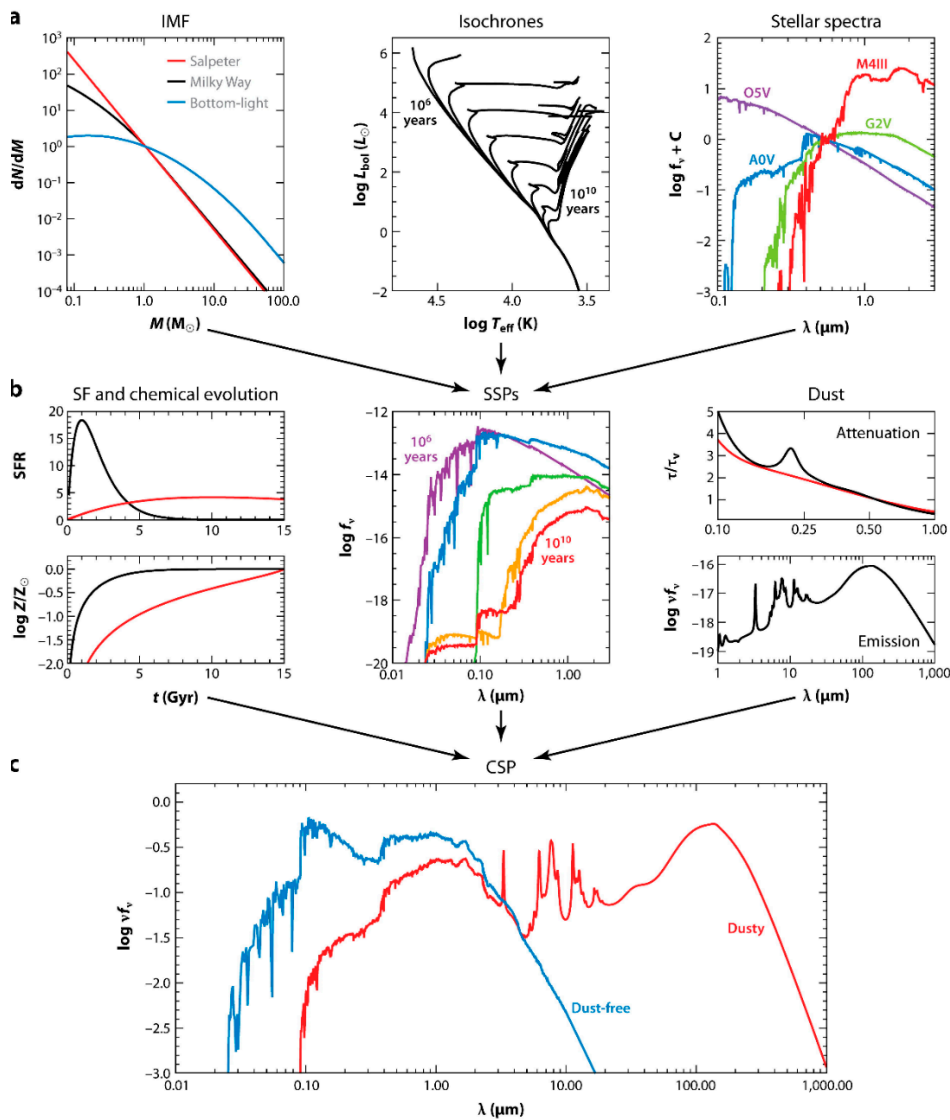 a
IMF
Isochrones
Stellar spectra
10³
10²
10¹
10⁰
10⁻¹
10⁻²
10⁻³
10⁻⁴
dN/dM
Salpeter
Milky Way
Bottom-light
0.1
1.0
10.0
100.0
M (M⊙)
6
4
2
0
−2
log L_bol (L⊙)
10⁶
years
10¹⁰
years
4.5
4.0
3.5
log T_eff (K)
2
1
0
−1
−2
−3
log f_ν + C
O5V
A0V
M4III
G2V
0.1
1.0
λ (μm)
b
SF and chemical evolution
SSPs
Dust
20
15
10
5
0
SFR
0
5
10
15
0.0
−0.5
−1.0
−1.5
−2.0
log Z/Z⊙
0
5
10
15
t (Gyr)
−12
−14
−16
−18
−20
log f_ν
10⁶
years
10¹⁰
years
0.01
0.10
1.00
λ (μm)
5
4
3
2
1
τ/τ_v
Attenuation
0.10
0.25
0.50
1.00
−16
−17
−18
−19
log νf_ν
Emission
1
10
100
1,000
λ (μm)
c
CSP
0.0
−0.5
−1.0
−1.5
−2.0
−2.5
−3.0
log νf_ν
Dusty
Dust-free
0.01
0.10
1.00
10.00
100.00
1,000.00
λ (μm)